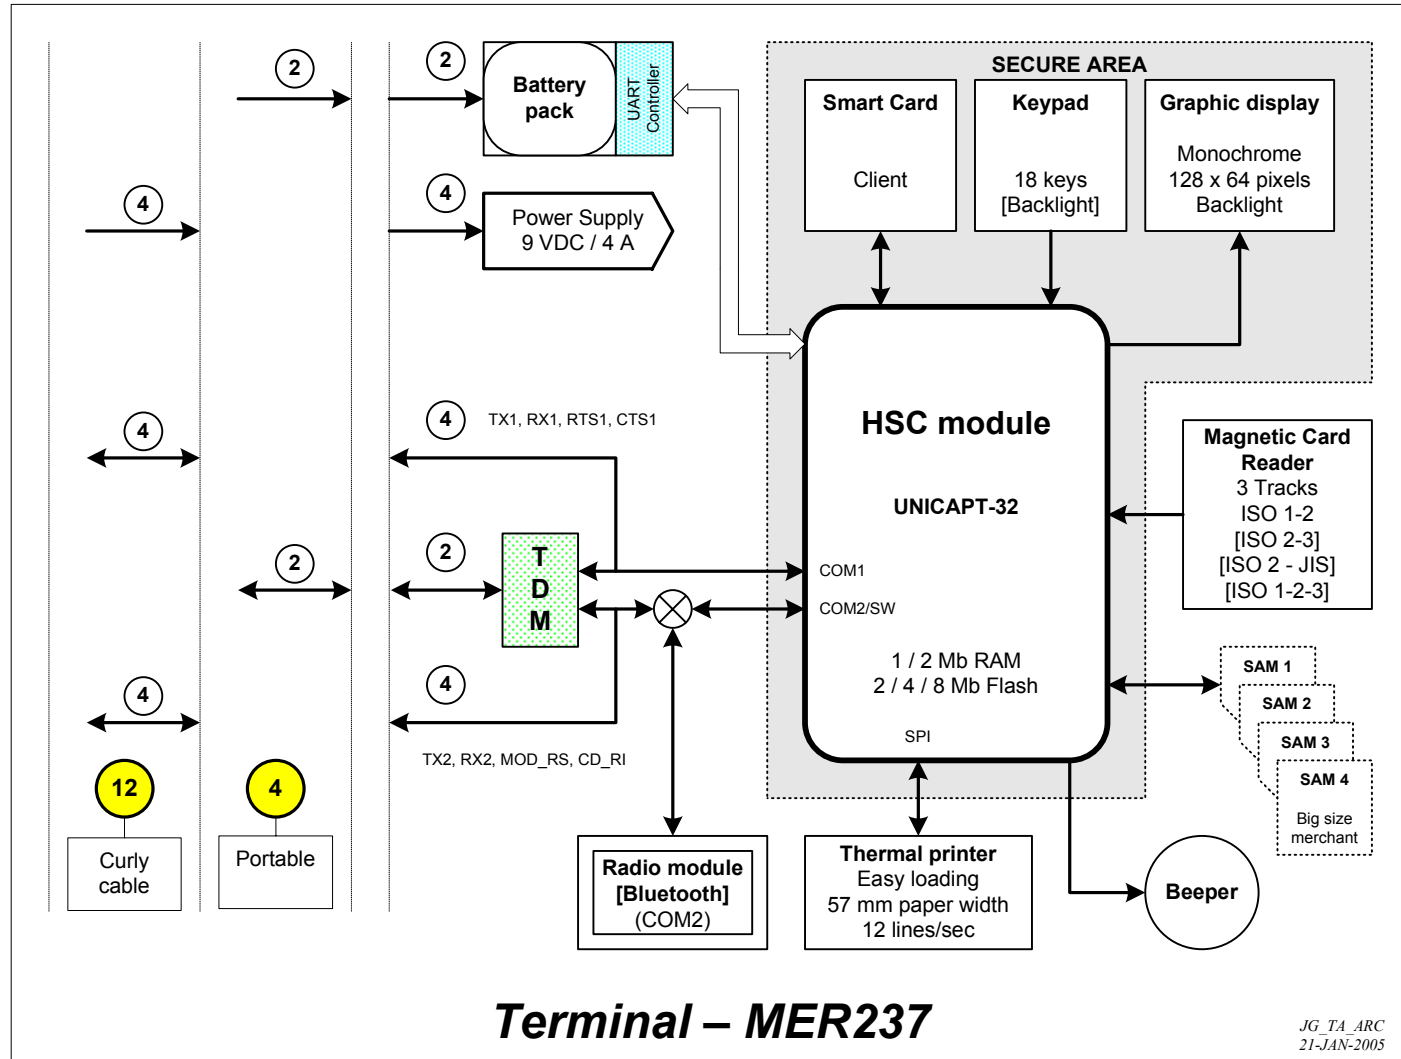 2
2
Battery
pack
UART
Controller
SECURE AREA
Smart Card
Client
Keypad
18 keys
[Backlight]
Graphic display
Monochrome
128 x 64 pixels
Backlight
4
4
Power Supply
9 VDC / 4 A
4
4
TX1, RX1, RTS1, CTS1
HSC module
UNICAPT-32
Magnetic Card
Reader
3 Tracks
ISO 1-2
[ISO 2-3]
[ISO 2 - JIS]
[ISO 1-2-3]
2
2
T
D
M
COM1
COM2/SW
1 / 2 Mb RAM
2 / 4 / 8 Mb Flash
SPI
4
4
TX2, RX2, MOD_RS, CD_RI
SAM 1
SAM 2
SAM 3
SAM 4
Big size
merchant
12
4
Curly
cable
Portable
Radio module
[Bluetooth]
(COM2)
Thermal printer
Easy loading
57 mm paper width
12 lines/sec
Beeper
Terminal – MER237
JG_TA_ARC
21-JAN-2005